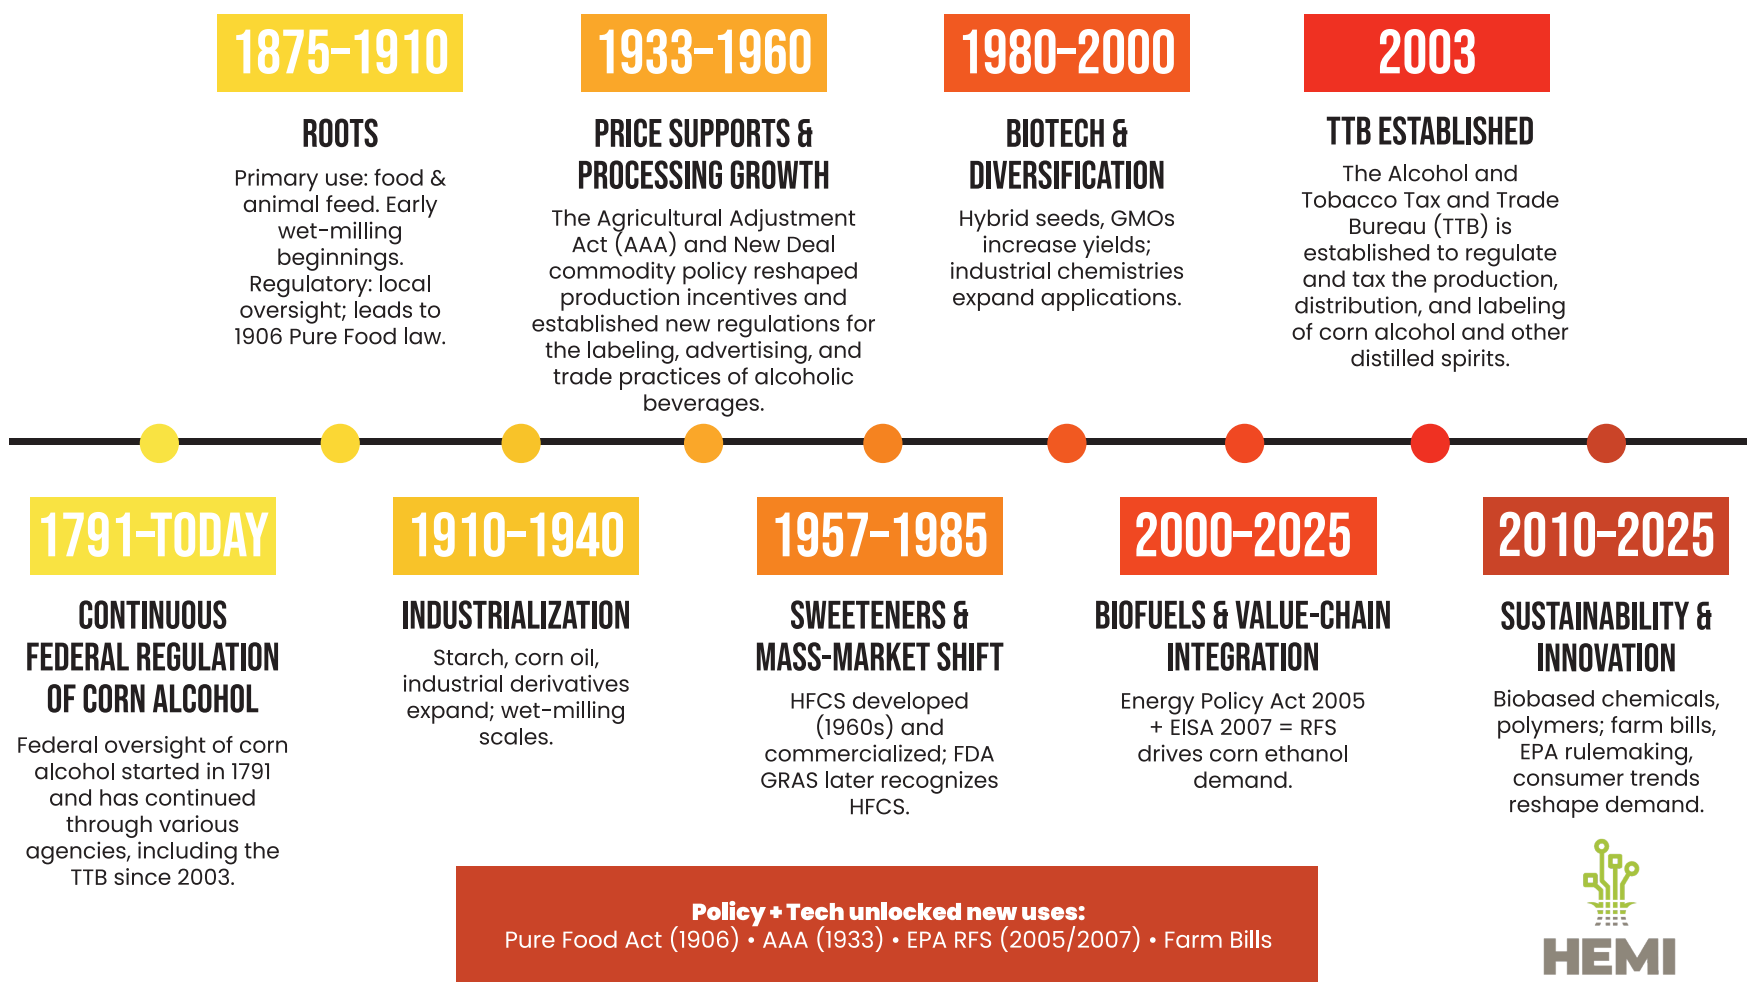 1875–1910
ROOTS
Primary use: food &
animal feed. Early
wet-milling
beginnings.
Regulatory: local
oversight; leads to
1906 Pure Food law.
1933–1960
PRICE SUPPORTS &
PROCESSING GROWTH
The Agricultural Adjustment
Act (AAA) and New Deal
commodity policy reshaped
production incentives and
established new regulations for
the labeling, advertising, and
trade practices of alcoholic
beverages.
1980–2000
BIOTECH &
DIVERSIFICATION
Hybrid seeds, GMOs
increase yields;
industrial chemistries
expand applications.
2003
TTB ESTABLISHED
The Alcohol and
Tobacco Tax and Trade
Bureau (TTB) is
established to regulate
and tax the production,
distribution, and labeling
of corn alcohol and other
distilled spirits.
1791–TODAY
CONTINUOUS
FEDERAL REGULATION
OF CORN ALCOHOL
Federal oversight of corn
alcohol started in 1791
and has continued
through various
agencies, including the
TTB since 2003.
1910–1940
INDUSTRIALIZATION
Starch, corn oil,
industrial derivatives
expand; wet-milling
scales.
1957–1985
SWEETENERS &
MASS-MARKET SHIFT
HFCS developed
(1960s) and
commercialized; FDA
GRAS later recognizes
HFCS.
2000–2025
BIOFUELS & VALUE-CHAIN
INTEGRATION
Energy Policy Act 2005
+ EISA 2007 = RFS
drives corn ethanol
demand.
2010–2025
SUSTAINABILITY &
INNOVATION
Biobased chemicals,
polymers; farm bills,
EPA rulemaking,
consumer trends
reshape demand.
Policy + Tech unlocked new uses:
Pure Food Act (1906) • AAA (1933) • EPA RFS (2005/2007) • Farm Bills
HEMI